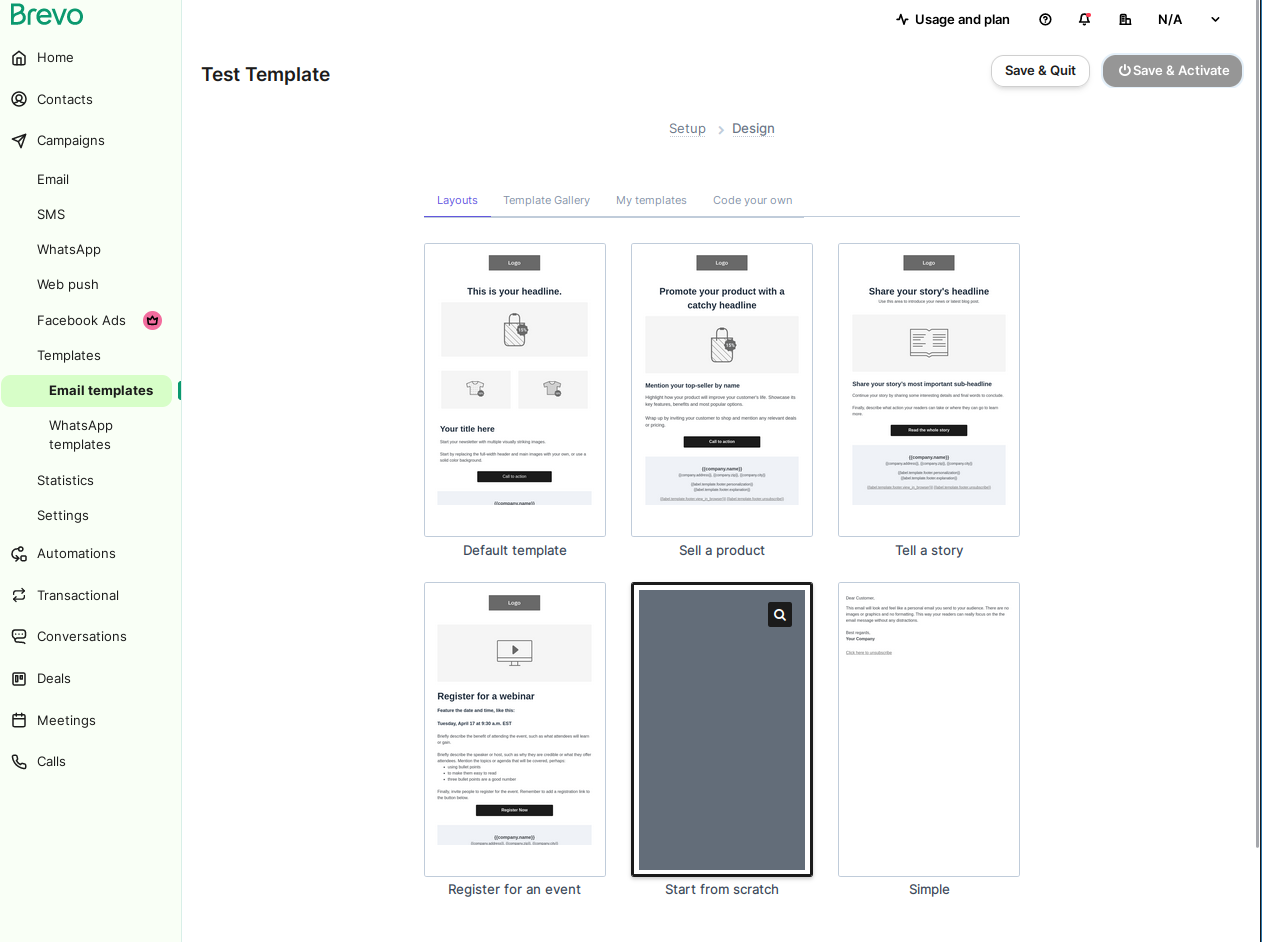 Brevo
Usage and plan
N/A
Home
Contacts
Campaigns
Email
SMS
WhatsApp
Web push
Facebook Ads
Templates
Email templates
WhatsApp
templates
Statistics
Settings
Automations
Transactional
Conversations
Deals
Meetings
Calls
Test Template
Save & Quit
Save & Activate
Setup
Design
Layouts
Template Gallery
My templates
Code your own
Logo
This is your headline.
15%
Your title here
Start your newsletter with multiple visually striking images.
Start by replacing the full-width header and main images with your own, or use a
solid color background.
Call to action
{{company.name}}
Default template
Logo
Promote your product with a
catchy headline
15%
Mention your top-seller by name
Highlight how your product will improve your customer's life. Showcase its
key features, benefits and most popular options.
Wrap up by inviting your customer to shop and mention any relevant deals
or pricing.
Call to action
{{company.name}}
{{company.address}}, {{company.zip}}, {{company.city}}
{{label.template.footer.personalization}}
{{label.template.footer.explanation}}
{{label.template.footer.view_in_browser}}| {{label.template.footer.unsubscribe}}
Sell a product
Logo
Share your story's headline
Use this area to introduce your news or latest blog post.
Share your story's most important sub-headline
Continue your story by sharing some interesting details and final words to conclude.
Finally, describe what action your readers can take or where they can go to learn
more.
Read the whole story
{{company.name}}
{{company.address}}, {{company.zip}}, {{company.city}}
{{label.template.footer.personalization}}
{{label.template.footer.explanation}}
{{label.template.footer.view_in_browser}}| {{label.template.footer.unsubscribe}}
Tell a story
Logo
Register for a webinar
Feature the date and time, like this:
Tuesday, April 17 at 9:30 a.m. EST
Briefly describe the benefit of attending the event, such as what attendees will learn
or gain.
Briefly describe the speaker or host, such as why they are credible or what they offer
attendees. Mention the topics or agenda that will be covered, perhaps:
• using bullet points
• to make them easy to read
• three bullet points are a good number
Finally, invite people to register for the event. Remember to add a registration link to
the button below.
Register Now
{{company.name}}
{{company.address}}, {{company.zip}}, {{company.city}}
Register for an event
Start from scratch
Dear Customer,
This email will look and feel like a personal email you send to your audience. There are no
images or graphics and no formatting. This way your readers can really focus on the the
email message without any distractions.
Best regards,
Your Company
Click here to unsubscribe
Simple